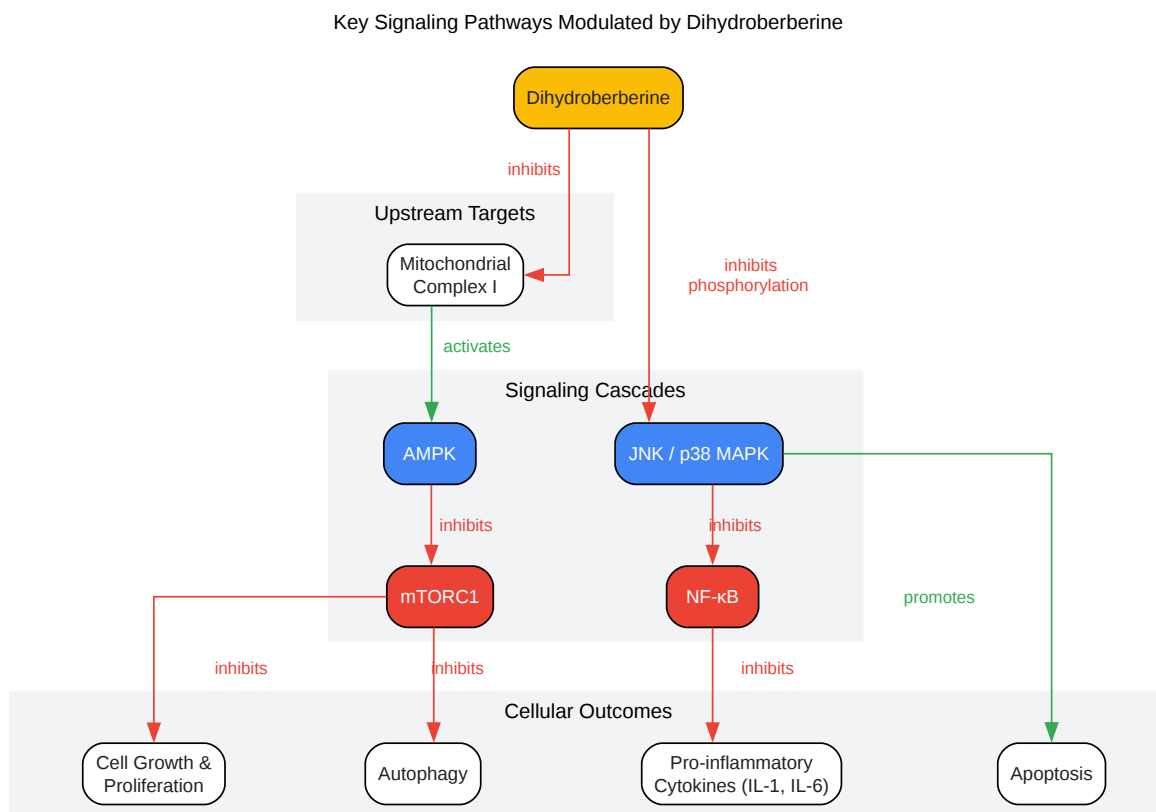 Key Signaling Pathways Modulated by Dihydroberberine
Dihydroberberine
inhibits
Upstream Targets
Mitochondrial
Complex I
inhibits
phosphorylation
activates
Signaling Cascades
AMPK
JNK / p38 MAPK
inhibits
inhibits
mTORC1
NF-κB
promotes
inhibits
inhibits
inhibits
Cellular Outcomes
Cell Growth &
Proliferation
Autophagy
Pro-inflammatory
Cytokines (IL-1, IL-6)
Apoptosis